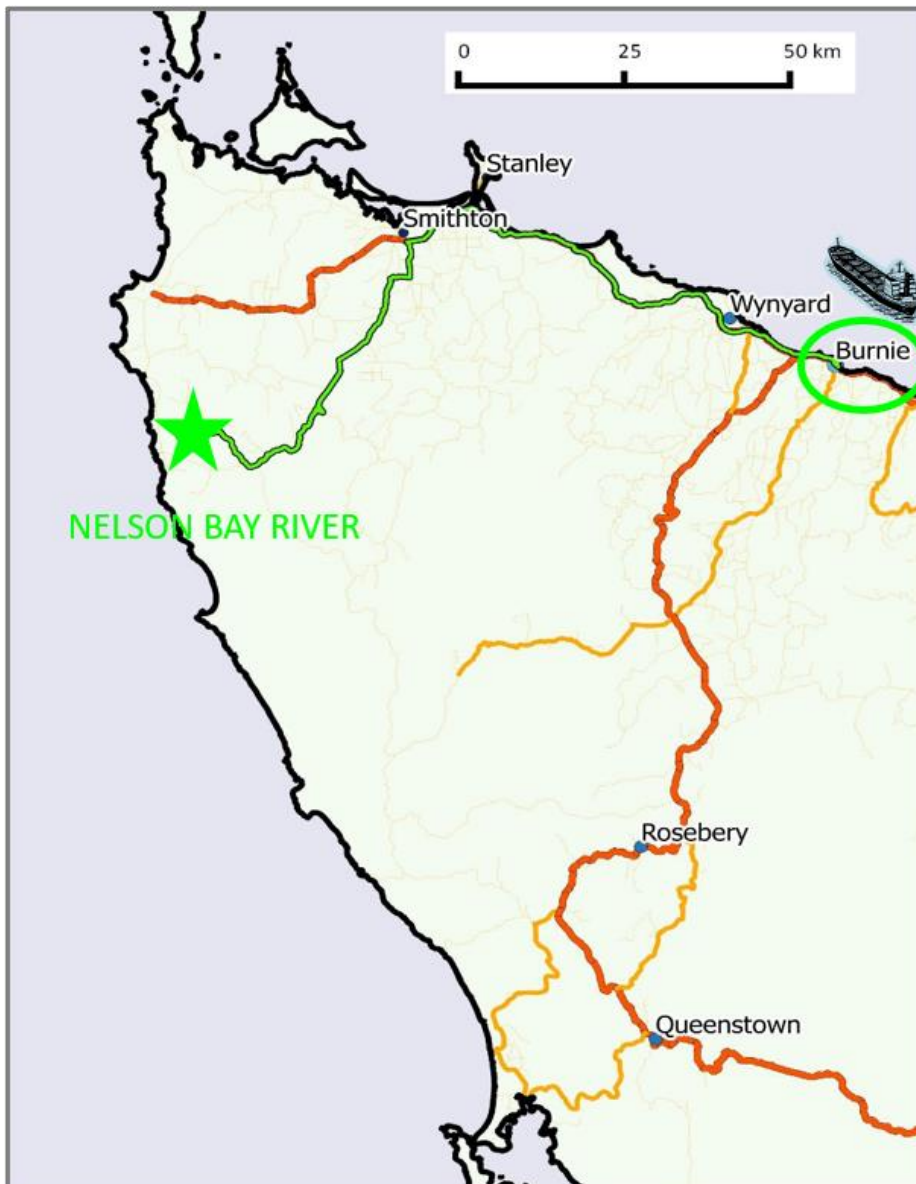 0 25 50 km
Stanley
Smithton
Wynyard
Burnie
NELSON BAY RIVER
Rosebery
Queenstown